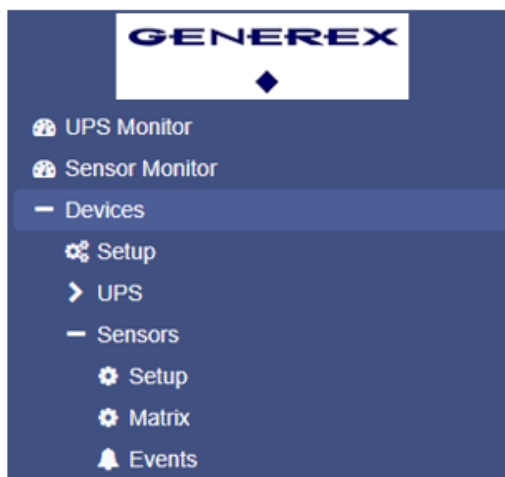 GENEREX
UPS Monitor
Sensor Monitor
Devices
Setup
UPS
Sensors
Setup
Matrix
Events